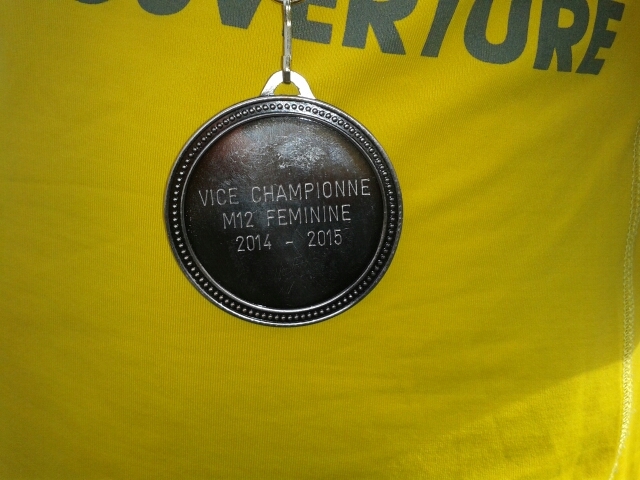 OUVERTURE
VICE CHAMPIONNE
M12 FEMININE
2014 - 2015